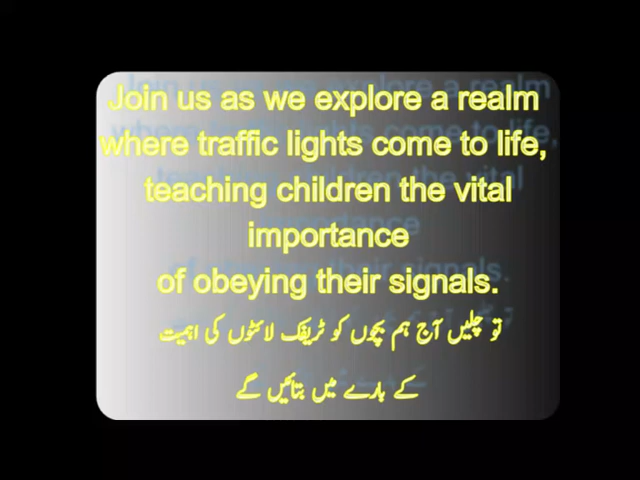 Join us as we explore a realm
where traffic lights come to life,
teaching children the vital
importance
of obeying their signals.
تو چلیں آج ہم بچوں کو ٹریفک لائٹوں کی اہمیت
کے بارے میں بتائیں گے